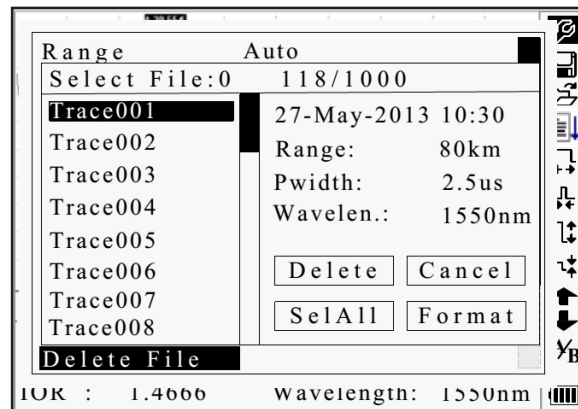 Range Auto
Select File:0 118/1000
Trace001
Trace002
Trace003
Trace004
Trace005
Trace006
Trace007
Trace008
27-May-2013 10:30
Range: 80km
Pwidth: 2.5us
Wavelen.: 1550nm
Delete Cancel
SelAll Format
Delete File
IOR : 1.4666 Wavelength: 1550nm